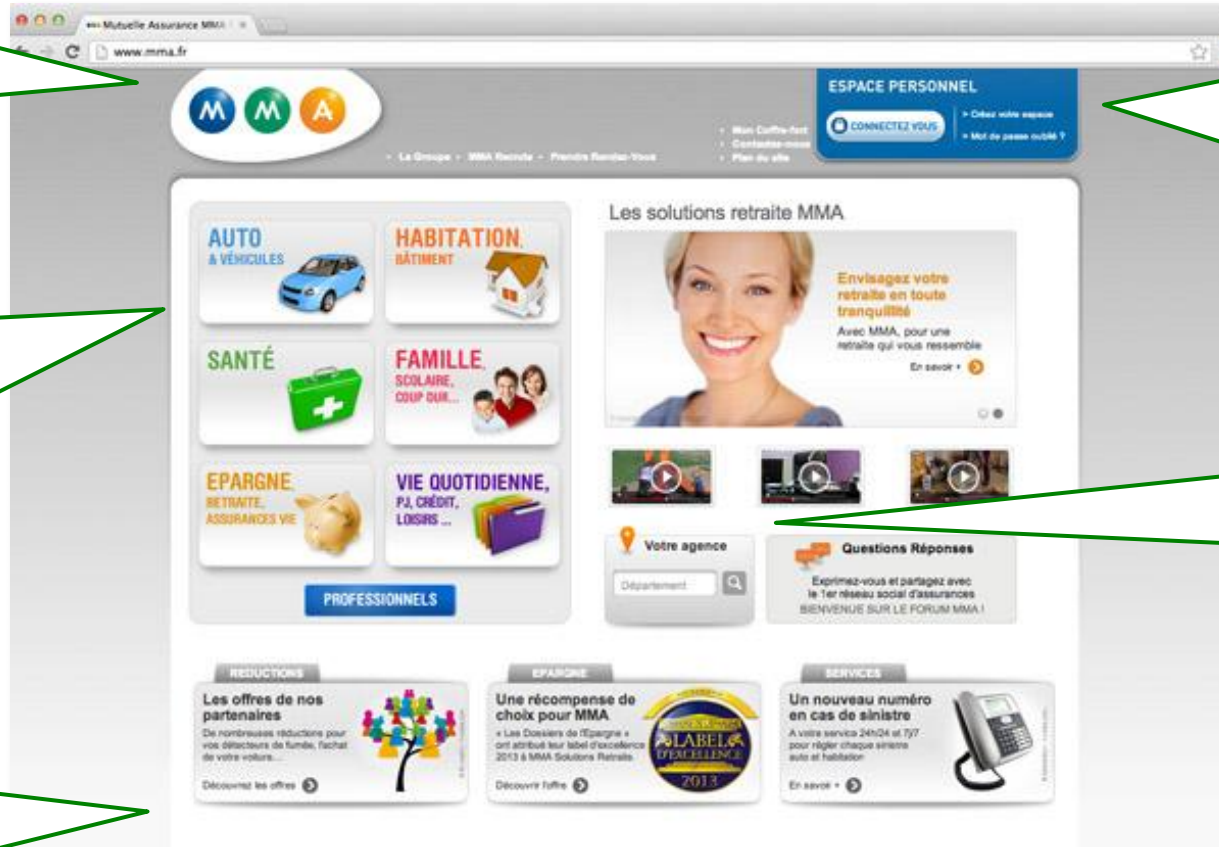 Mutuelle Assurance MMA
www.mma.fr
MMA
ESPACE PERSONNEL
CONNECTEZ VOUS
> Créez votre espace
> Mot de passe oublié ?
Mon Coffre-fort
Contactez-nous
Plan du site
Le Groupe
MMA Recrute
Prendre Rendez-Vous
AUTO
& VÉHICULES
HABITATION,
BÂTIMENT
SANTÉ
FAMILLE,
SCOLAIRE,
COUP DUR...
EPARGNE
RETRAITE,
ASSURANCES VIE
VIE QUOTIDIENNE,
PJ, CRÉDIT,
LOISIRS ...
PROFESSIONNELS
Les solutions retraite MMA
Envisagez votre
retraite en toute
tranquillité
Avec MMA, pour une
retraite qui vous ressemble
En savoir +
Votre agence
Département
Questions Réponses
Exprimez-vous et partagez avec
le 1er réseau social d'assurances
BIENVENUE SUR LE FORUM MMA !
REDUCTIONS
Les offres de nos
partenaires
De nombreuses réductions pour
vos détecteurs de fumée, l'achat
de votre voiture...
Découvrez les offres
EPARGNE
Une récompense de
choix pour MMA
« Les Dossiers de l'Epargne »
ont attribué leur label d'excellence
2013 à MMA Solutions Retraite
Découvrir l'offre
LABEL
D'EXCELLENCE
2013
SERVICES
Un nouveau numéro
en cas de sinistre
A votre service 24h/24 et 7j/7
pour régler chaque sinistre
auto et habitation
En savoir +